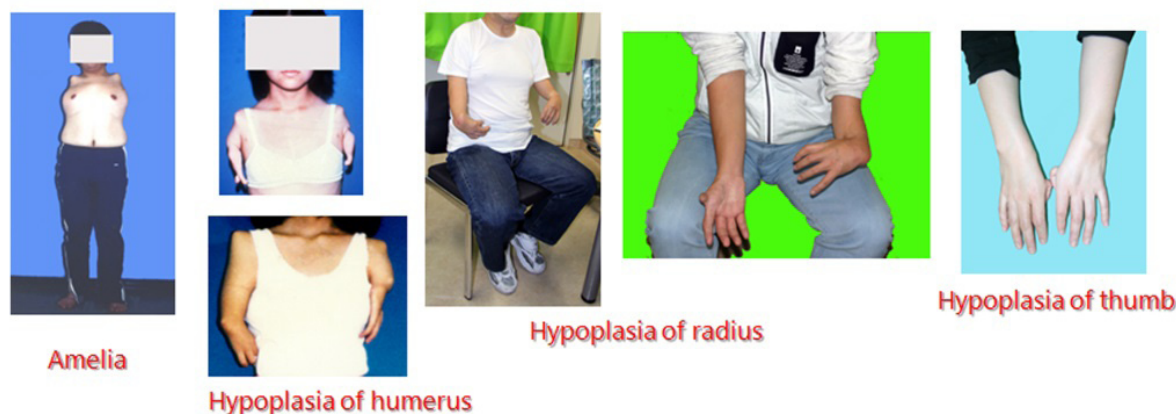 Amelia
Hypoplasia of humerus
Hypoplasia of radius
Hypoplasia of thumb